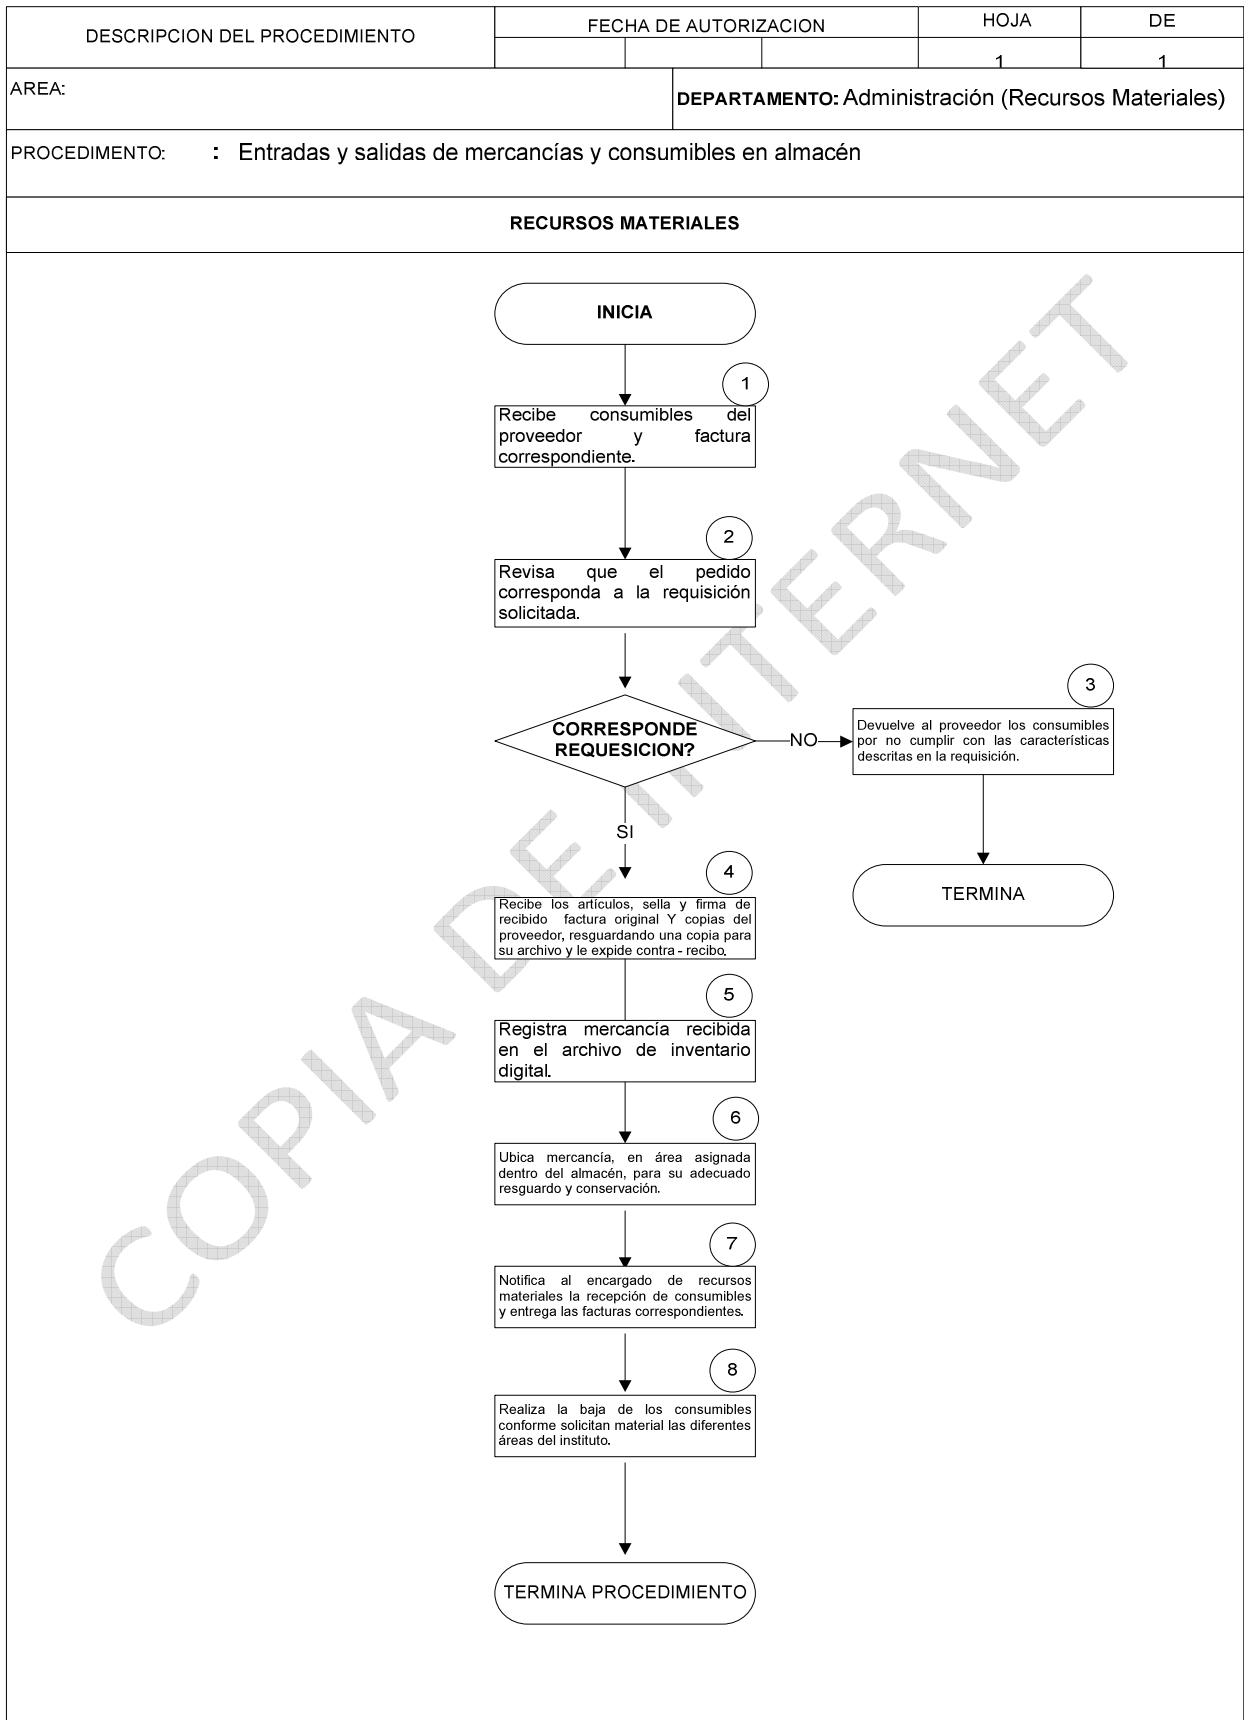 DESCRIPCION DEL PROCEDIMIENTO
FECHA DE AUTORIZACION
HOJA
DE
1
1
AREA:
DEPARTAMENTO: Administración (Recursos Materiales)
PROCEDIMENTO: : Entradas y salidas de mercancías y consumibles en almacén
RECURSOS MATERIALES
INICIA
1
Recibe consumibles del
proveedor y factura
correspondiente.
2
Revisa que el pedido
corresponda a la requisición
solicitada.
CORRESPONDE
REQUESICION?
NO
3
Devuelve al proveedor los consumibles
por no cumplir con las características
descritas en la requisición.
TERMINA
SI
4
Recibe los artículos, sella y firma de
recibido factura original Y copias del
proveedor, resguardando una copia para
su archivo y le expide contra - recibo.
5
Registra mercancía recibida
en el archivo de inventario
digital.
6
Ubica mercancía, en área asignada
dentro del almacén, para su adecuado
resguardo y conservación.
7
Notifica al encargado de recursos
materiales la recepción de consumibles
y entrega las facturas correspondientes.
8
Realiza la baja de los consumibles
conforme solicitan material las diferentes
áreas del instituto.
TERMINA PROCEDIMIENTO
COPIA DE INTERNET